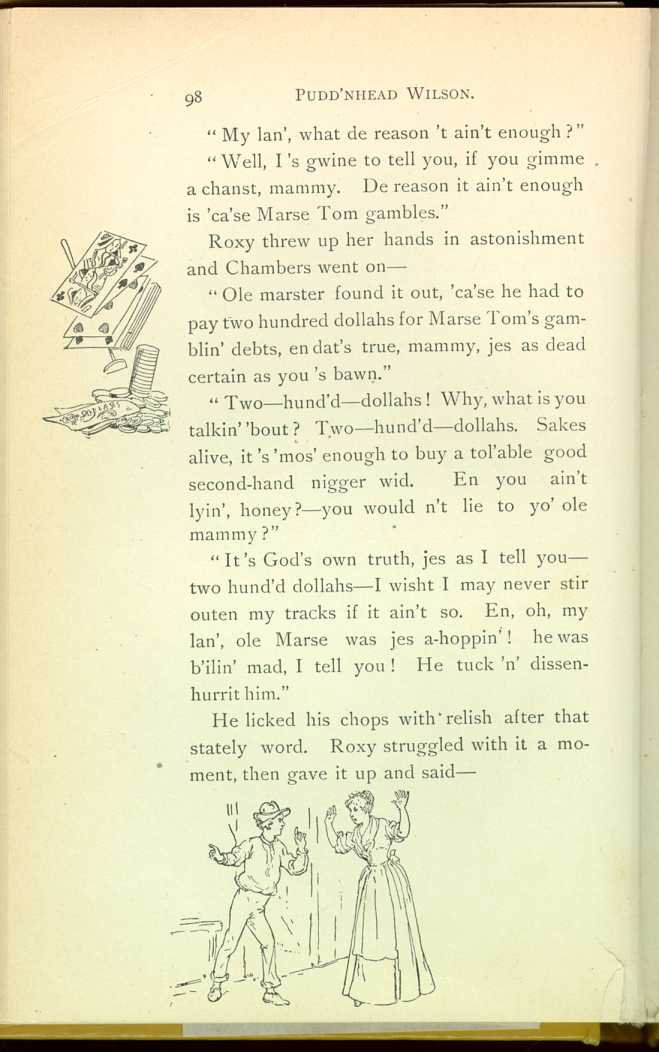 98
PUDD'NHEAD WILSON.
“ My lan', what de reason 't ain't enough ?”
“ Well, I 's gwine to tell you, if you gimme
a chanst, mammy. De reason it ain't enough
is 'ca'se Marse Tom gambles.”
Roxy threw up her hands in astonishment
and Chambers went on—
“ Ole marster found it out, 'ca'se he had to
pay two hundred dollahs for Marse Tom's gam-
blin' debts, en dat's true, mammy, jes as dead
certain as you 's bawn.”
“ Two—hund'd—dollahs ! Why, what is you
talkin' 'bout ? Two—hund'd—dollahs. Sakes
alive, it 's 'mos' enough to buy a tol'able good
second-hand nigger wid. En you ain't
lyin', honey ?—you would n't lie to yo' ole
mammy ?”
“ It 's God's own truth, jes as I tell you—
two hund'd dollahs—I wisht I may never stir
outen my tracks if it ain't so. En, oh, my
lan', ole Marse was jes a-hoppin' ! he was
b'ilin' mad, I tell you ! He tuck 'n' dissen-
hurrit him.”
He licked his chops with relish after that
stately word. Roxy struggled with it a mo-
ment, then gave it up and said—